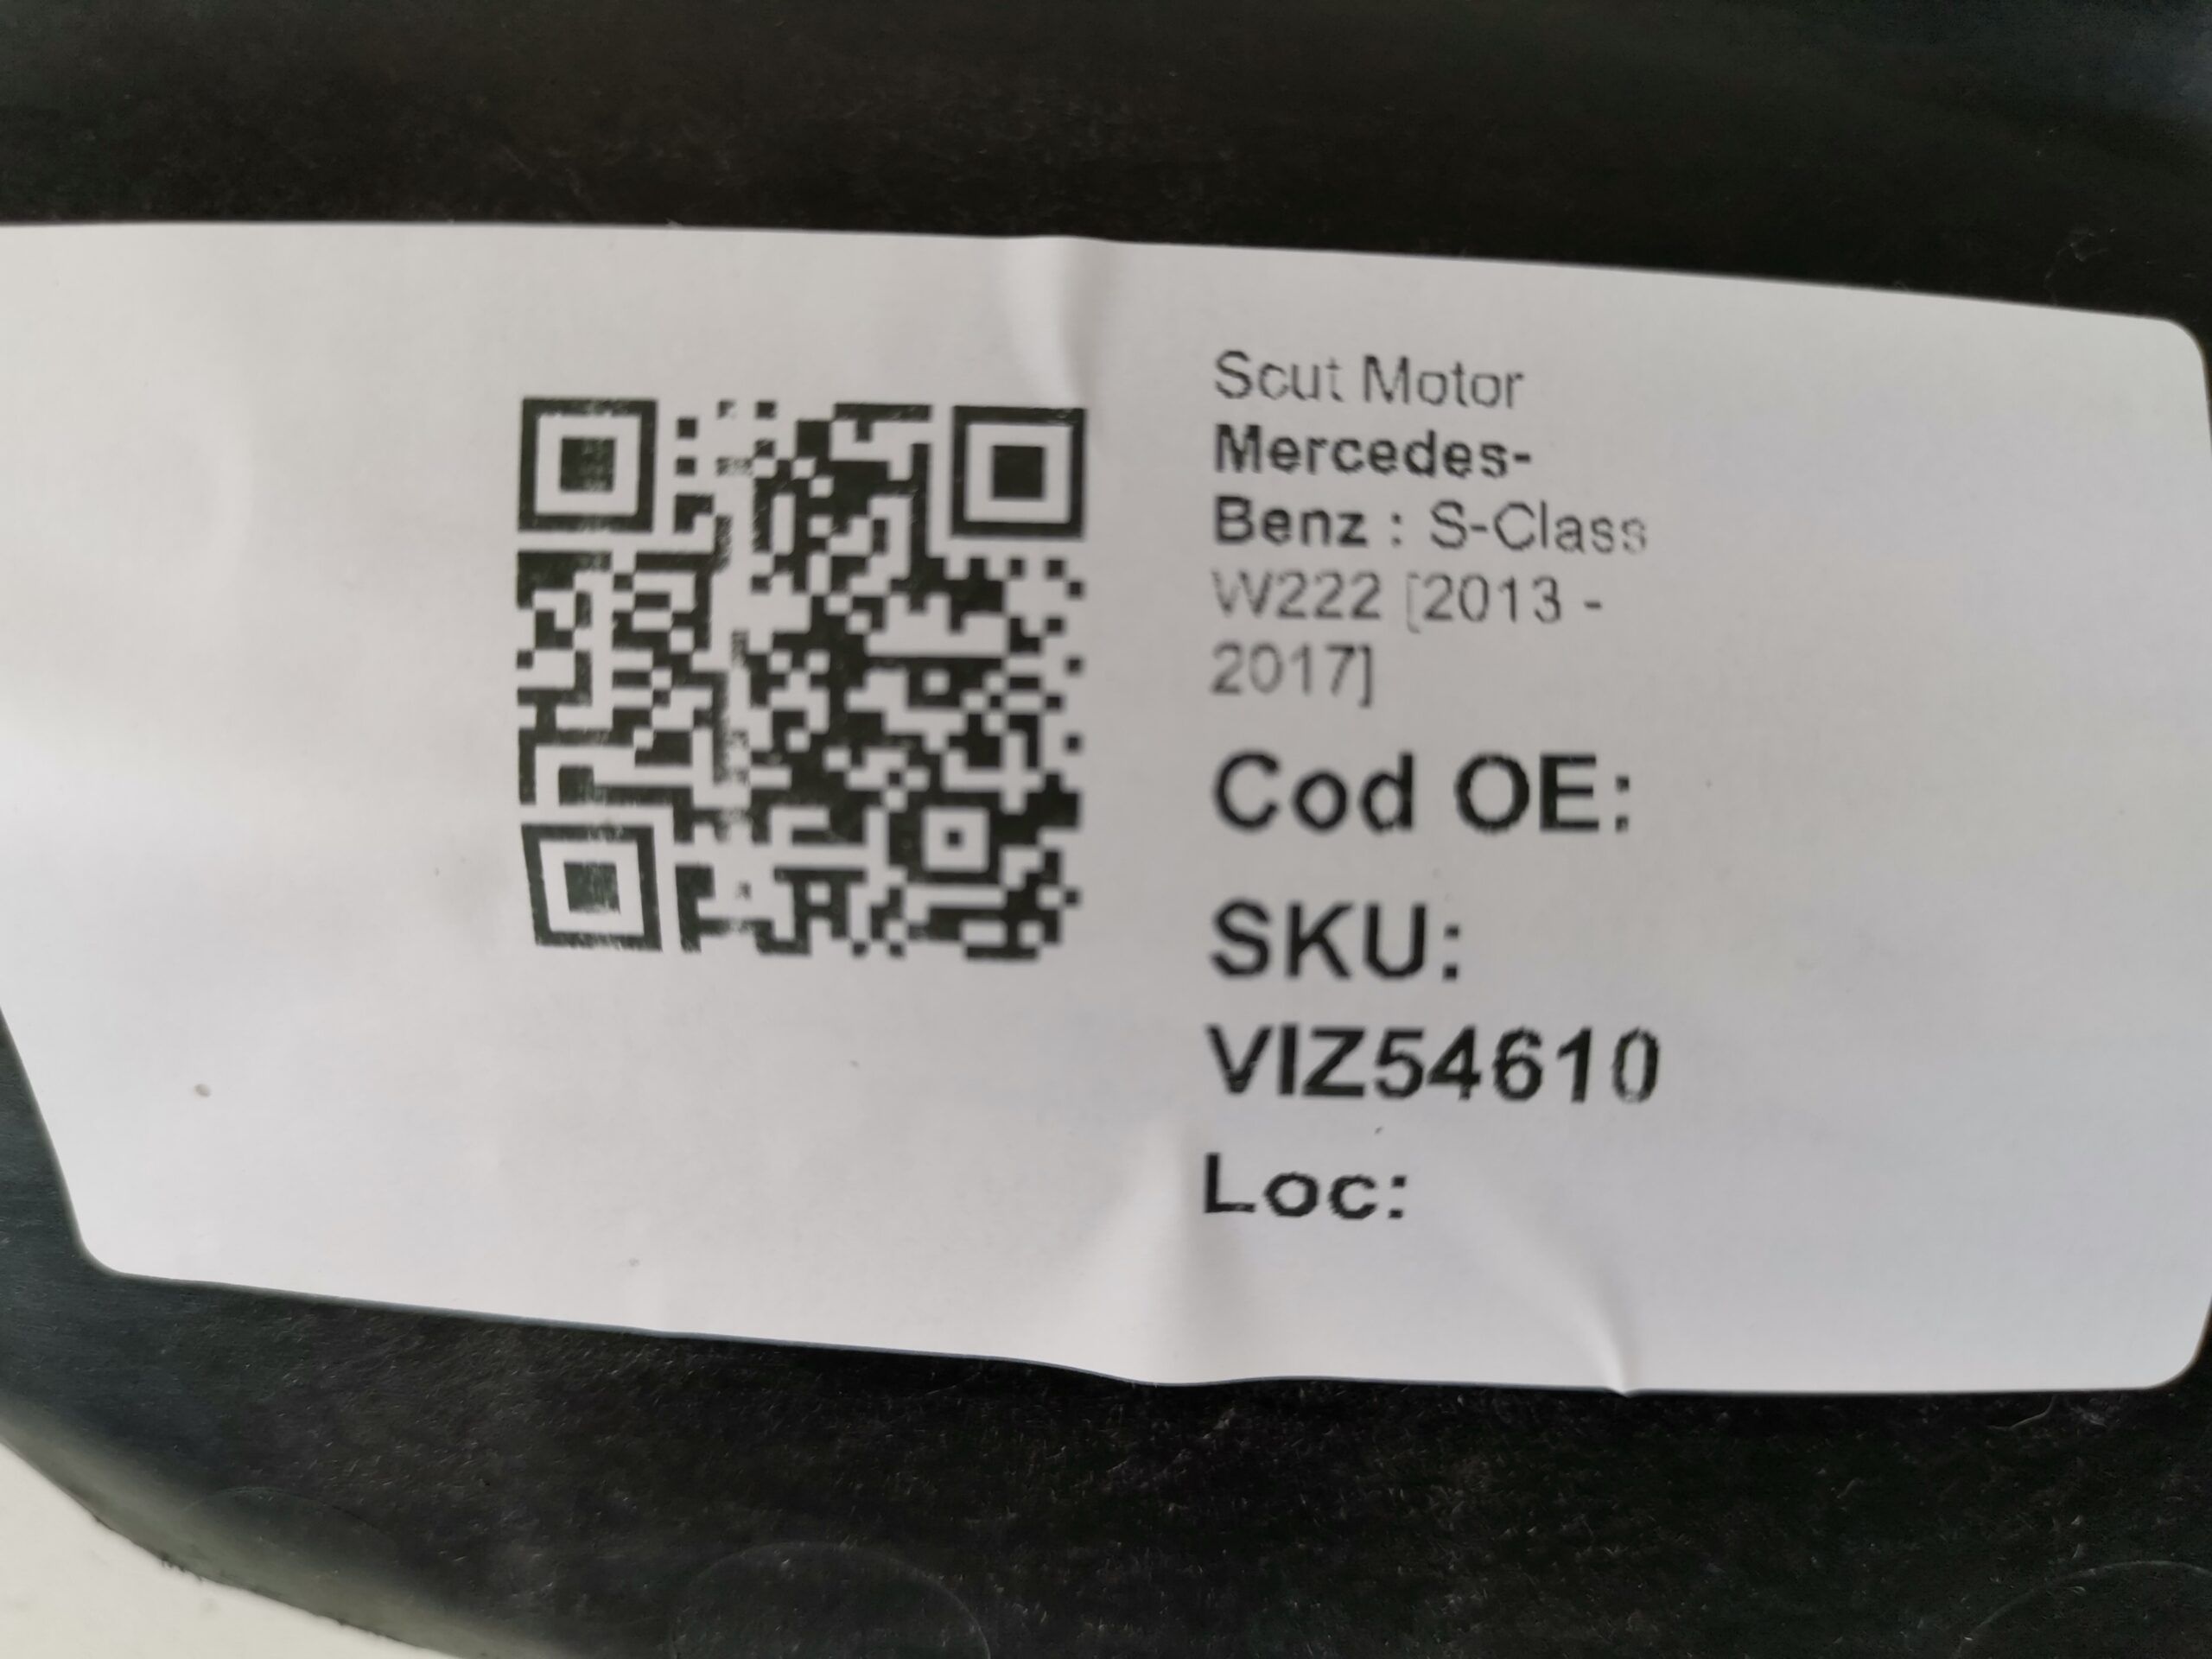 Scut Motor
Mercedes-
Benz : S-Class
W222 [2013 -
2017]
Cod OE:
SKU:
VIZ54610
Loc: